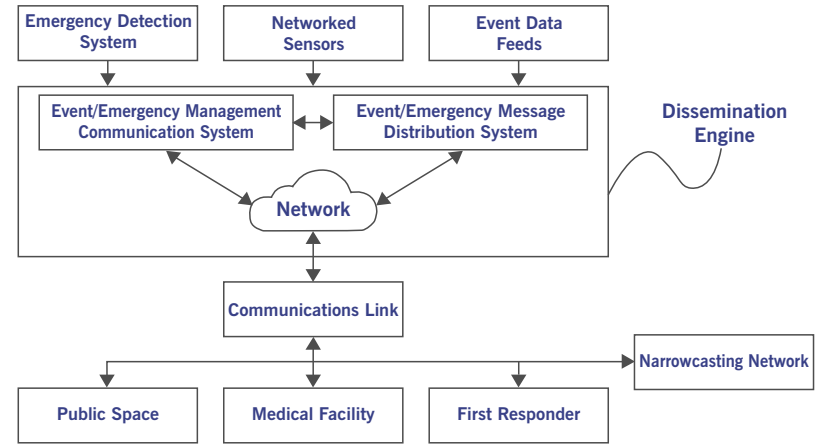 Emergency Detection
System
Networked
Sensors
Event Data
Feeds
Event/Emergency Management
Communication System
Event/Emergency Message
Distribution System
Dissemination
Engine
Network
Communications Link
Narrowcasting Network
Public Space
Medical Facility
First Responder